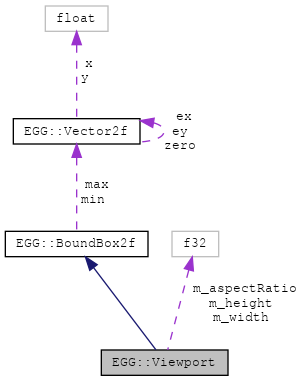 float
x
y
EGG::Vector2f
ex
ey
zero
max
min
EGG::BoundBox2f
f32
m_aspectRatio
m_height
m_width
EGG::Viewport